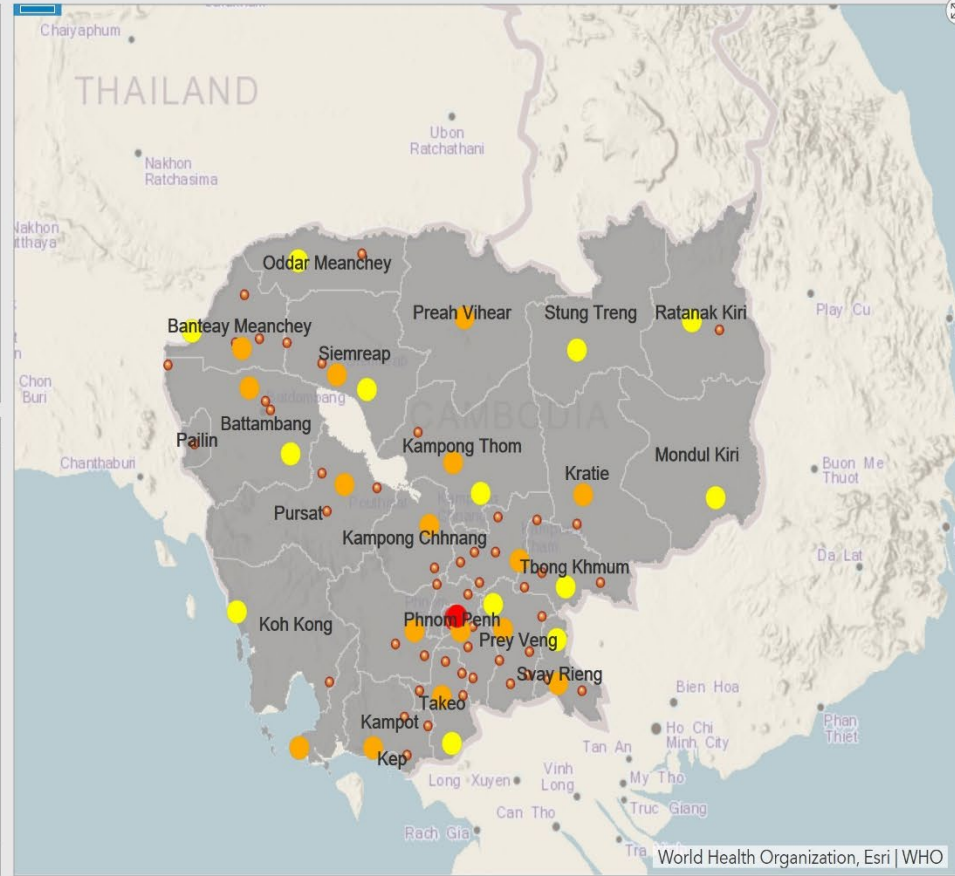 Chaiyaphum
THAILAND
Ubon
Ratchathani
Nakhon
Ratchasima
Nakhon
Oddar Meanchey
Preah Vihear
Stung Treng
Ratanak Kiri
Play Cu
Banteay Meanchey
Siemreap
Chon
Buri
CAMBODIA
Battambang
Pailin
Kampong Thom
Mondul Kiri
Chanthaburi
Kratie
Buon Me
Thuot
Pursat
Kampong Chhnang
Da Lat
Tbong Khmum
Koh Kong
Phnom Penh
Prey Veng
Svay Rieng
Bien Hoa
Takeo
Kampot
Phan
Thiet
Ho Chi
Minh City
Tan An
Kep
Long Xuyen
Vinh
Long
My Tho
Can Tho
Truc Giang
Rach Gia
World Health Organization, Esri | WHO